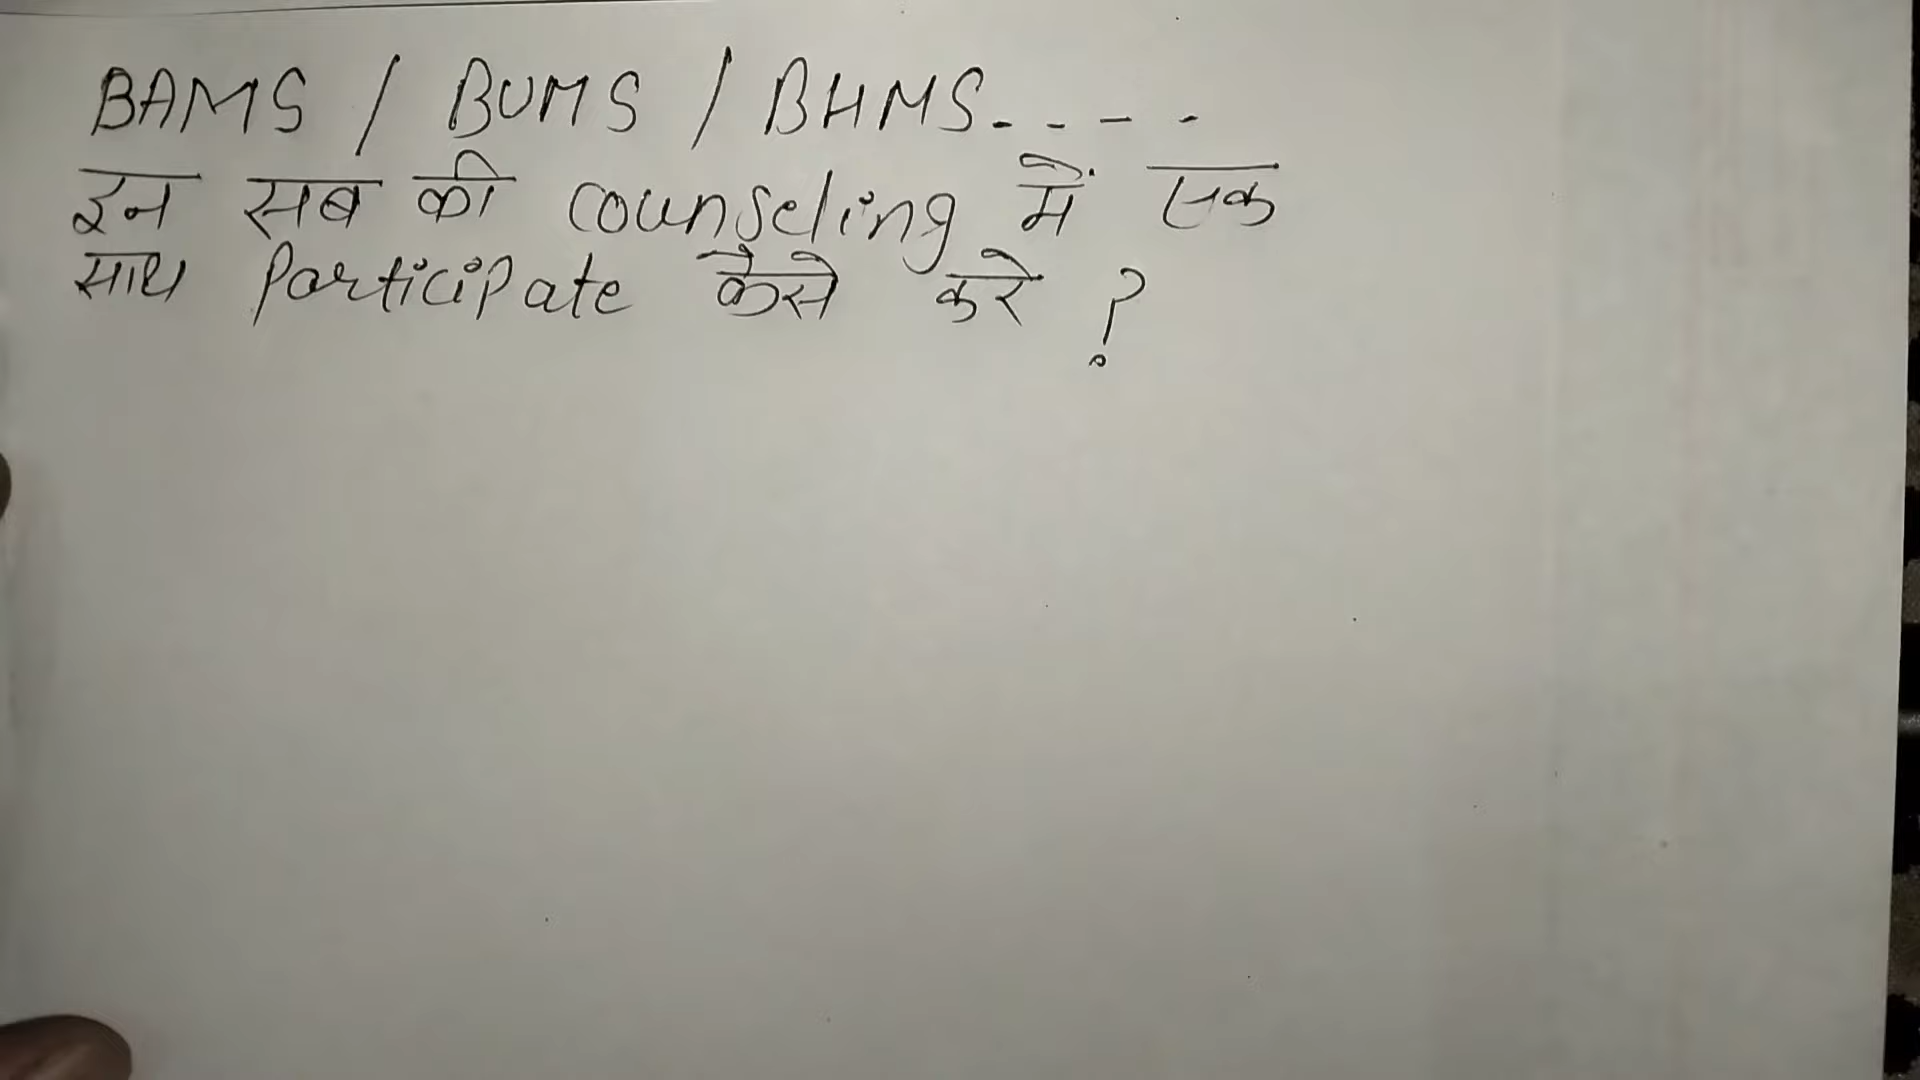 BAMS / BUMS / BHMS----
इन सब की counseling में एक
साथ Participate कैसे करे ?